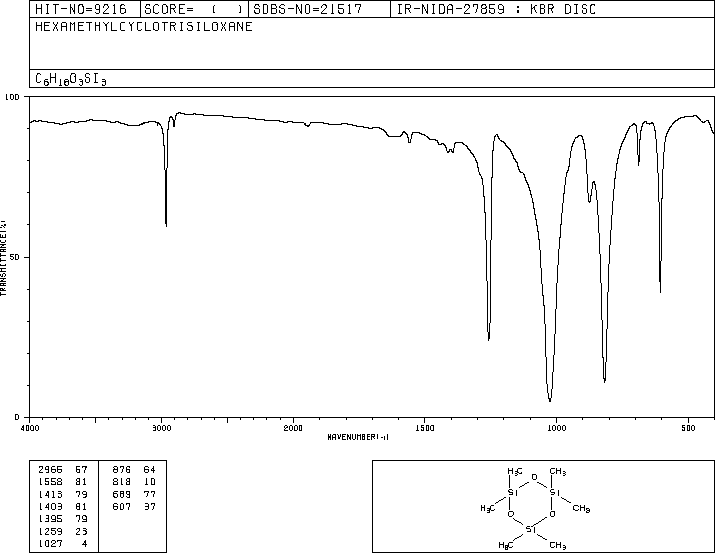 HIT-NO=9216 SCORE= ( ) SDBS-NO=21517 IR-NIDA-27859 : KBR DISC
HEXAMETHYLCYCLOTRISILOXANE
C6H18O3SI3
100
50
0
TRANSMITTANCE(%)
4000 3000 2000 1500 1000 500
WAVENUMBER(-1)
2965 57 876 64
1558 81 818 10
1413 79 689 77
1403 81 607 37
1395 79
1259 23
1027 4
H3C CH3
O
SI SI
H3C CH3
O O
SI
H3C CH3